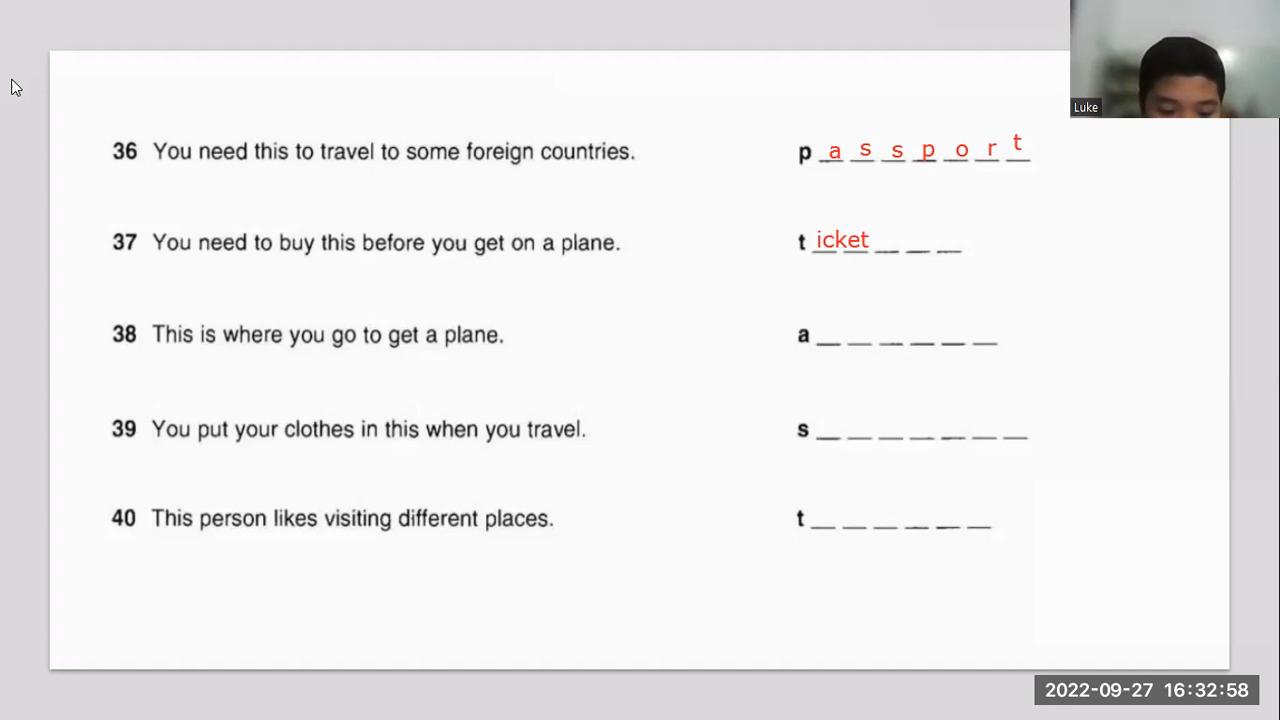 Luke
36 You need this to travel to some foreign countries. p a s s p o r t
37 You need to buy this before you get on a plane. t icket _ _ _
38 This is where you go to get a plane. a _ _ _ _ _ _
39 You put your clothes in this when you travel. s _ _ _ _ _ _ _
40 This person likes visiting different places. t _ _ _ _ _ _
2022-09-27 16:32:58